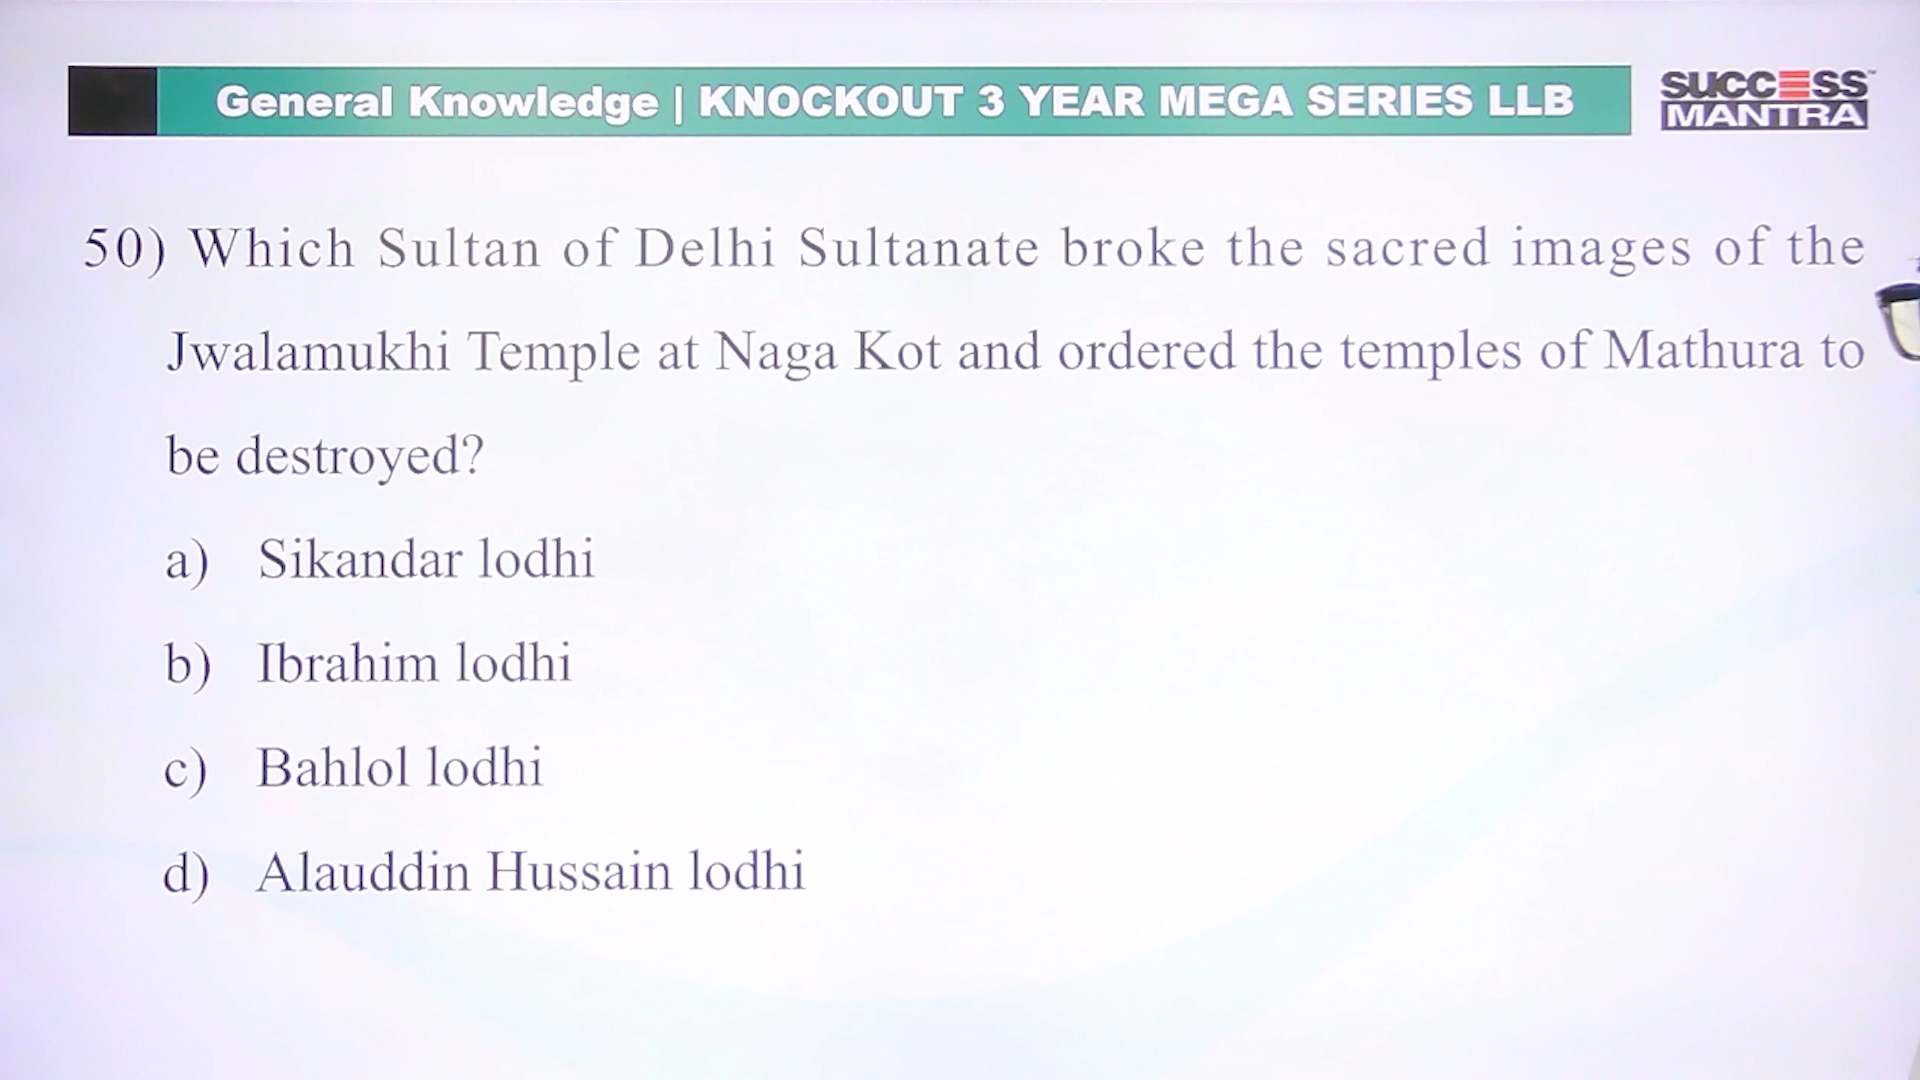 General Knowledge | KNOCKOUT 3 YEAR MEGA SERIES LLB
SUCCESS™
MANTRA
50) Which Sultan of Delhi Sultanate broke the sacred images of the
Jwalamukhi Temple at Naga Kot and ordered the temples of Mathura to
be destroyed?
a) Sikandar lodhi
b) Ibrahim lodhi
c) Bahlol lodhi
d) Alauddin Hussain lodhi